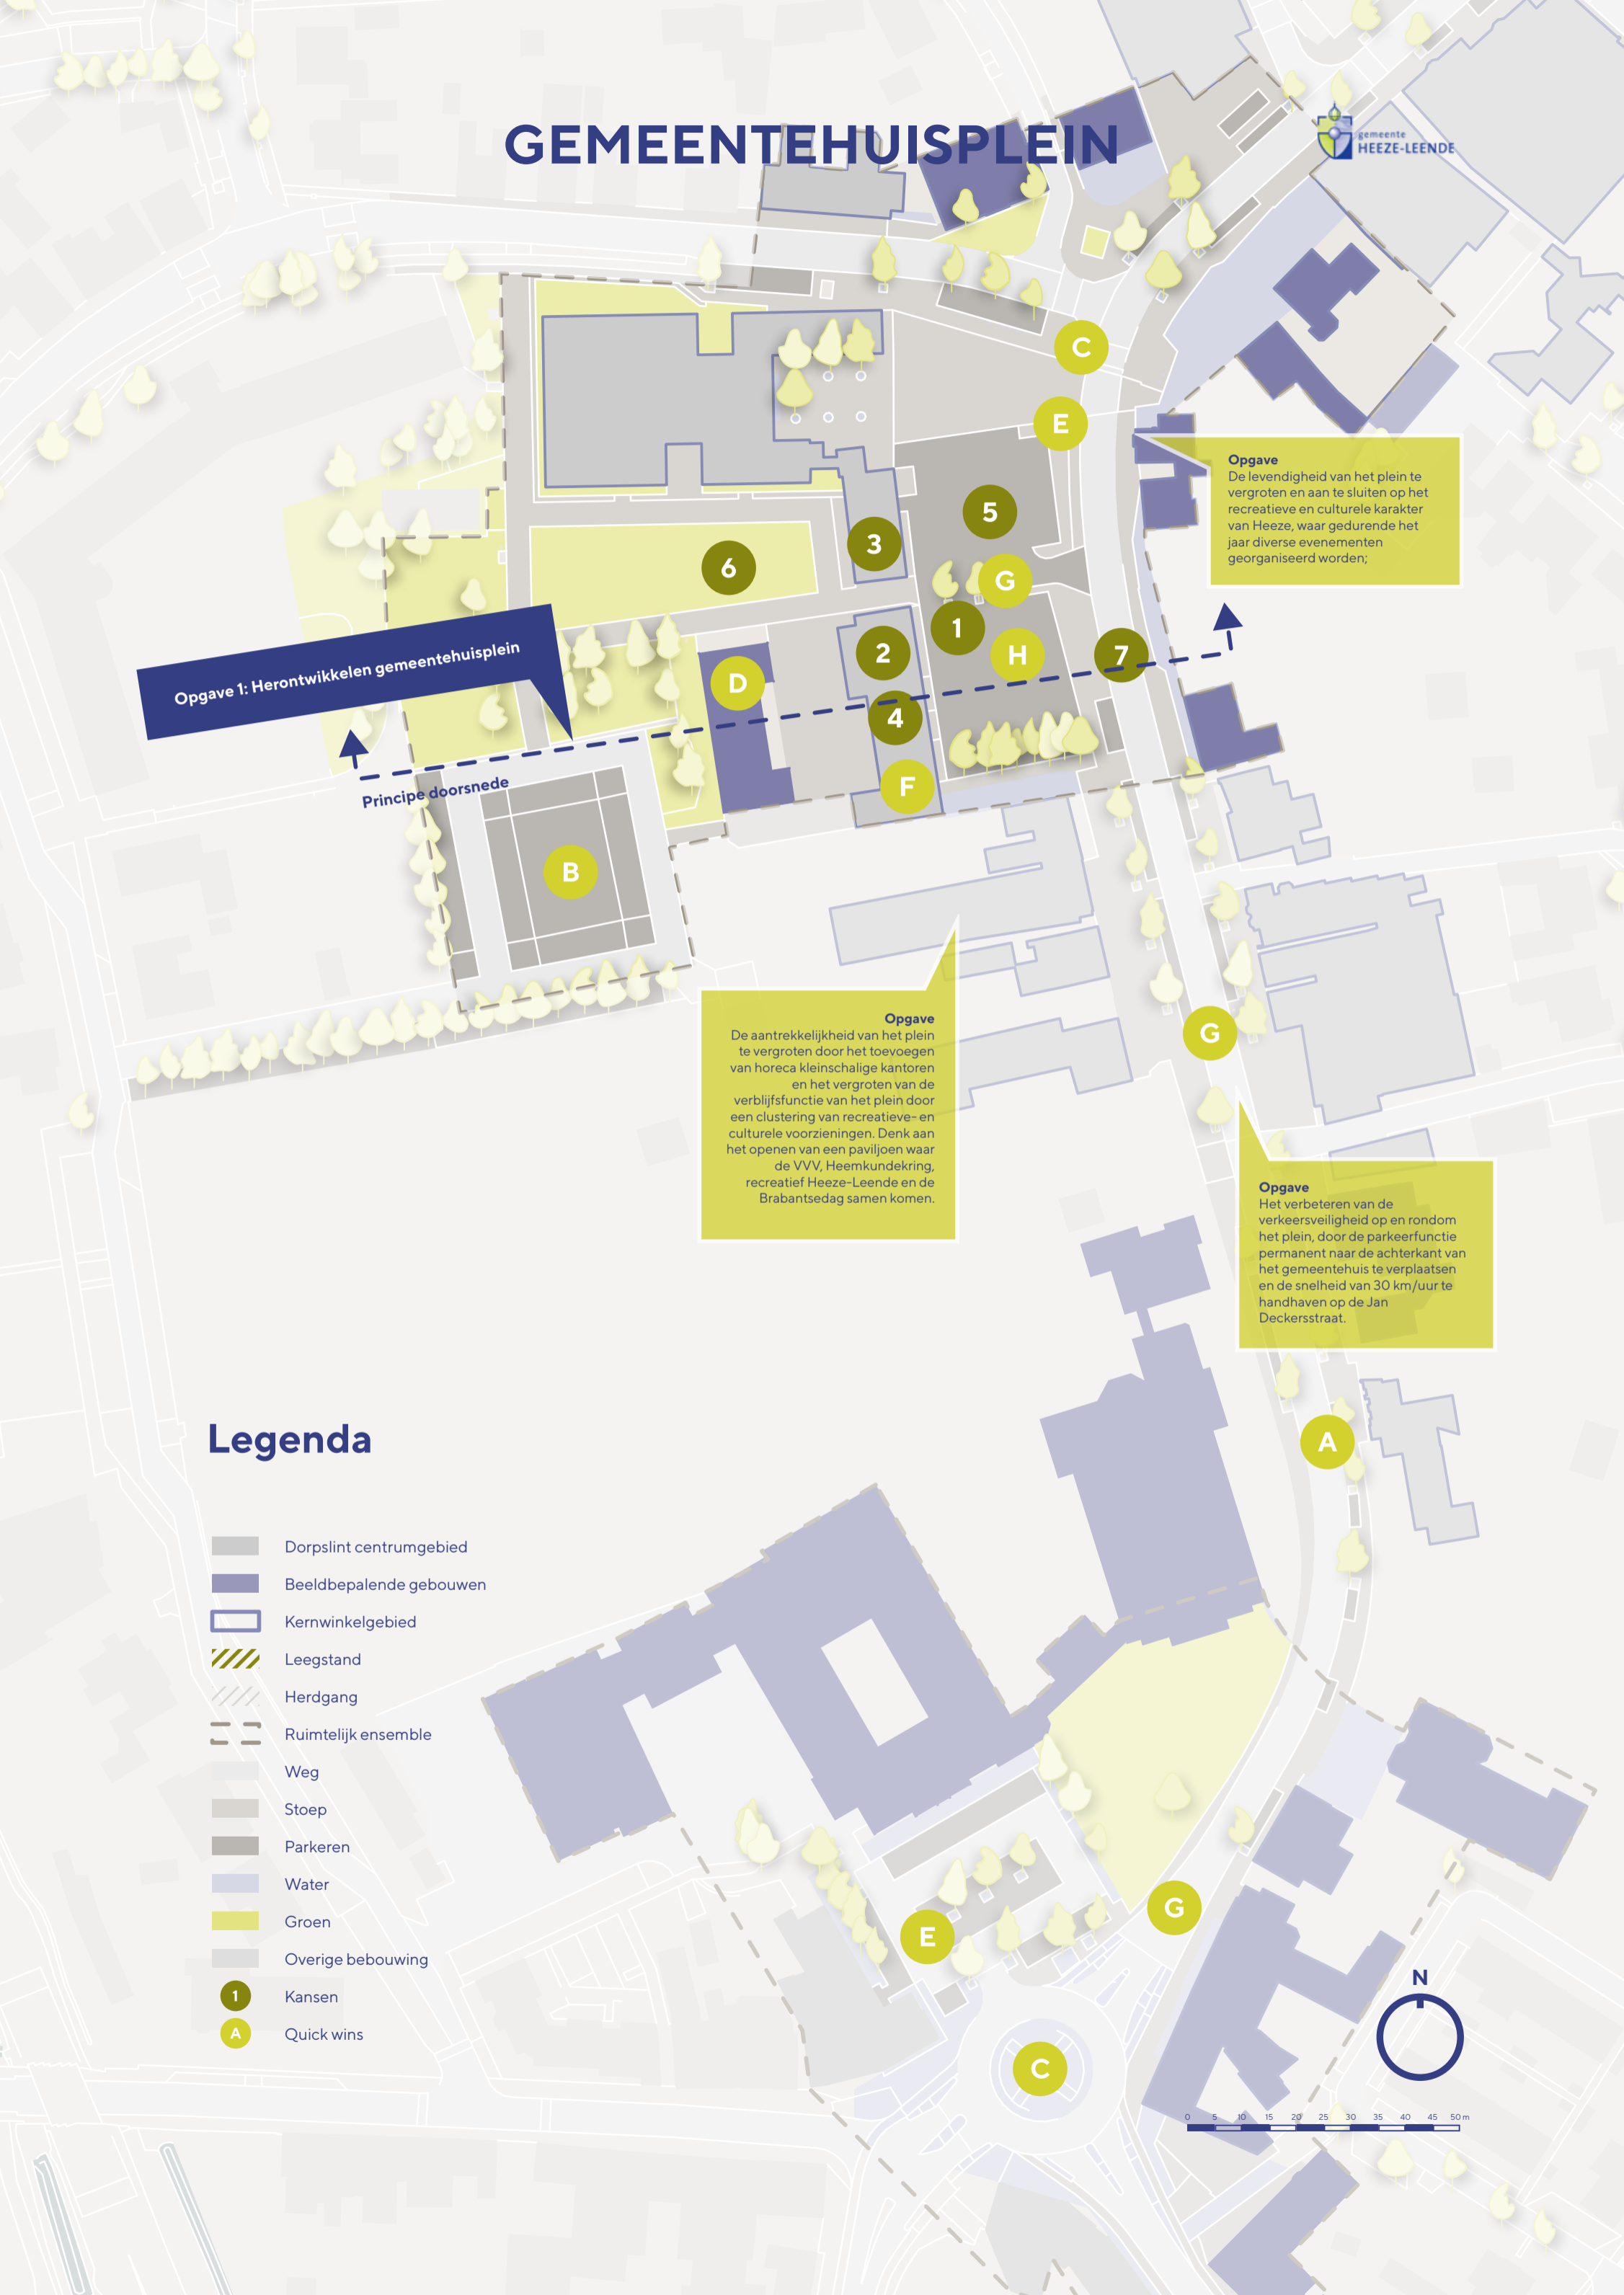 GEMEENTEHUISPLEIN
gemeente
HEEZE-LEENDE
C
E
Opgave
De levendigheid van het plein te
vergroten en aan te sluiten op het
recreatieve en culturele karakter
van Heeze, waar gedurende het
jaar diverse evenementen
georganiseerd worden;
5
3
6
G
1
2
H
7
D
4
F
Opgave 1: Herontwikkelen gemeentehuisplein
Principe doorsnede
B
Opgave
De aantrekkelijkheid van het plein
te vergroten door het toevoegen
van horeca kleinschalige kantoren
en het vergroten van de
verblijfsfunctie van het plein door
een clustering van recreatieve- en
culturele voorzieningen. Denk aan
het openen van een paviljoen waar
de VVV, Heemkundekring,
recreatief Heeze-Leende en de
Brabantsedag samen komen.
G
Opgave
Het verbeteren van de
verkeersveiligheid op en rondom
het plein, door de parkeerfunctie
permanent naar de achterkant van
het gemeentehuis te verplaatsen
en de snelheid van 30 km/uur te
handhaven op de Jan
Deckersstraat.
A
Legenda
Dorpslint centrumgebied
Beeldbepalende gebouwen
Kernwinkelgebied
Leegstand
Herdgang
Ruimtelijk ensemble
Weg
Stoep
Parkeren
Water
Groen
Overige bebouwing
1 Kansen
A Quick wins
G
E
C
N
0 5 10 15 20 25 30 35 40 45 50 m